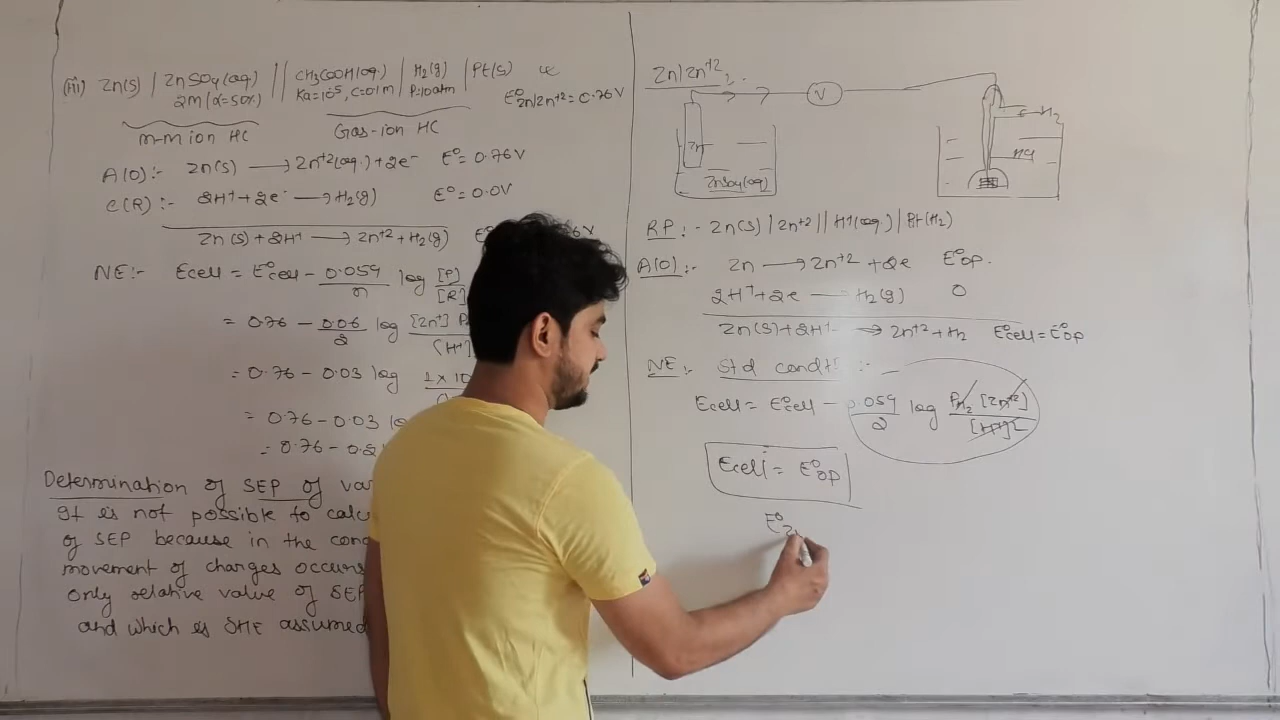 (iii) Zn(s) | ZnSO4(aq) || CH3COOH(aq.) | H2(g) | Pt(s)
2M/α=50% Ka=10-5, C=0.1M P=10atm E°Zn/Zn+2=0.76V
m-m ion HC Gas-ion HC
A(O):- Zn(s) → Zn+2(aq.)+2e- E°=0.76V
C(R):- 2H++2e- → H2(g) E°=0.0V
Zn(s)+2H+ → Zn+2+H2(g)
NE:- Ecell = E°cell - 0.059/n log [P]/[R]
= 0.76 - 0.06/2 log [Zn+2] P
[H+]
= 0.76 - 0.03 log 1×10
= 0.76 - 0.03
= 0.76 -
Determination of SEP of
It is not possible to
of SEP because in the
movement of charges occurs
only relative value of SEP
and which is SHE assumed
Zn|Zn+2
V
H2
Zn
ZnSO4(aq)
RP:- Zn(s) | Zn+2 || H+(aq) | Pt(H2)
A(O):- Zn → Zn+2 + 2e E°op.
2H++2e → H2(g) 0
Zn(s)+2H+ → Zn+2+H2 E°cell=E°op
NE:- Std condt:-
Ecell = E°cell - 0.059/2 log PH2 [Zn+2]/[H+]
Ecell = E°op
E°Zn